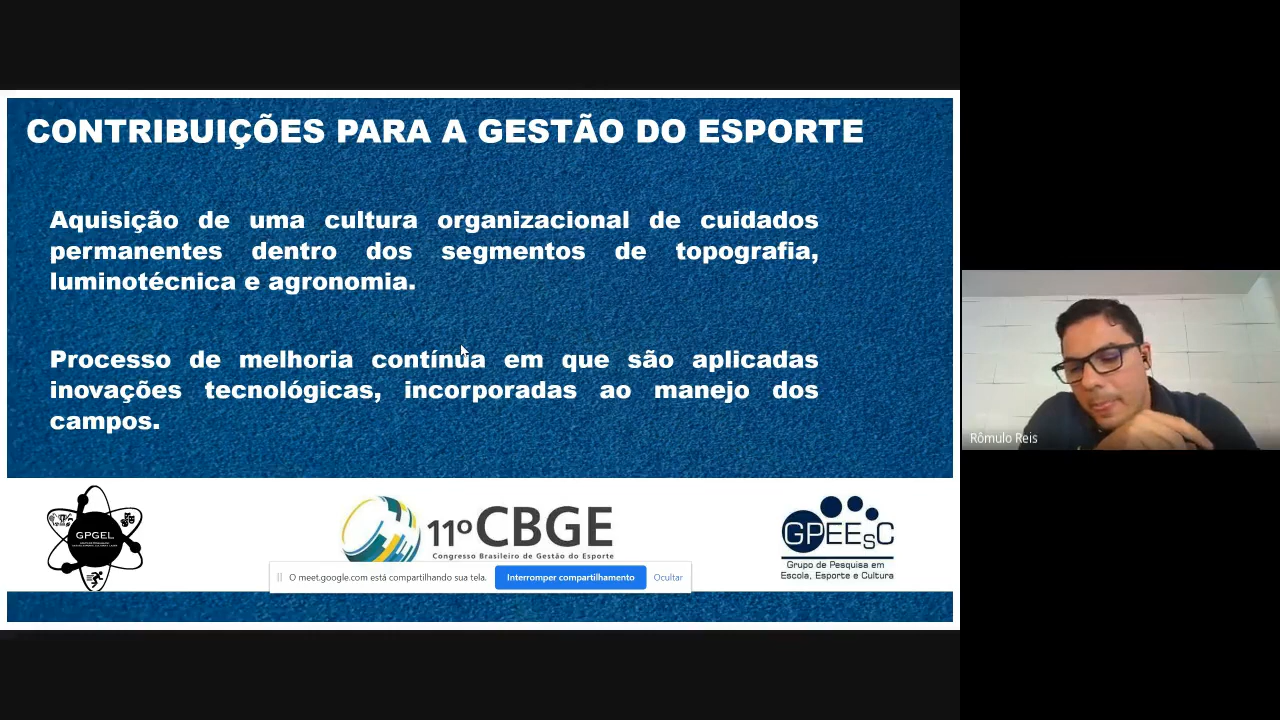 CONTRIBUIÇÕES PARA A GESTÃO DO ESPORTE
Aquisição de uma cultura organizacional de cuidados
permanentes dentro dos segmentos de topografia,
luminotécnica e agronomia.
Processo de melhoria contínua em que são aplicadas
inovações tecnológicas, incorporadas ao manejo dos
campos.
Rômulo Reis
GPGEL
11º CBGE
Congresso Brasileiro de Gestão do Esporte
GPEEsC
Grupo de Pesquisa em
Escola, Esporte e Cultura
O meet.google.com está compartilhando sua tela.
Interromper compartilhamento
Ocultar